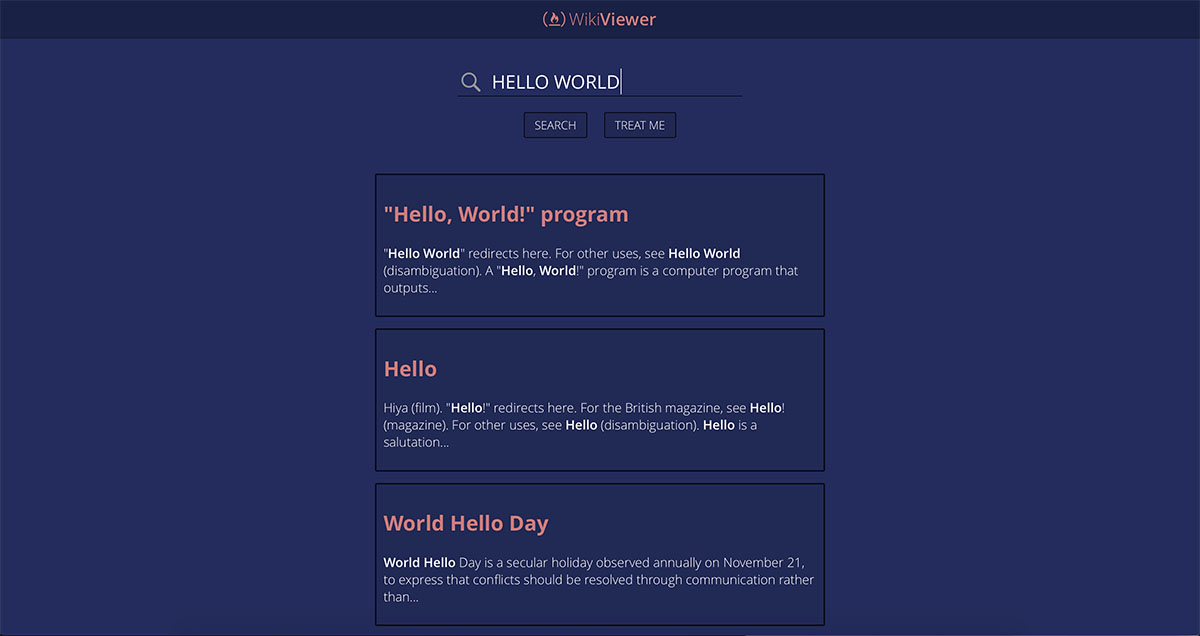 WikiViewer
HELLO WORLD
SEARCH
TREAT ME
"Hello, World!" program
"Hello World" redirects here. For other uses, see Hello World
(disambiguation). A "Hello, World!" program is a computer program that
outputs...
Hello
Hiya (film). "Hello!" redirects here. For the British magazine, see Hello!
(magazine). For other uses, see Hello (disambiguation). Hello is a
salutation...
World Hello Day
World Hello Day is a secular holiday observed annually on November 21,
to express that conflicts should be resolved through communication rather
than...